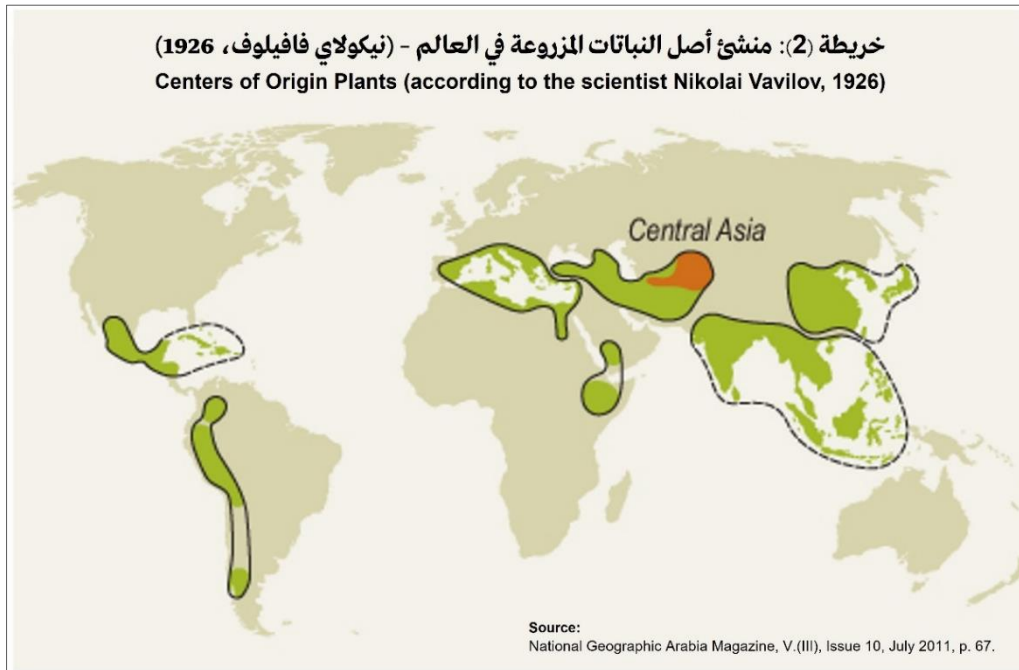 خريطة (2): منشئ أصل النباتات المزروعة في العالم - (نيكولاي فافيلوف، 1926)
Centers of Origin Plants (according to the scientist Nikolai Vavilov, 1926)
Central Asia
Source:
National Geographic Arabia Magazine, V.(III), Issue 10, July 2011, p. 67.